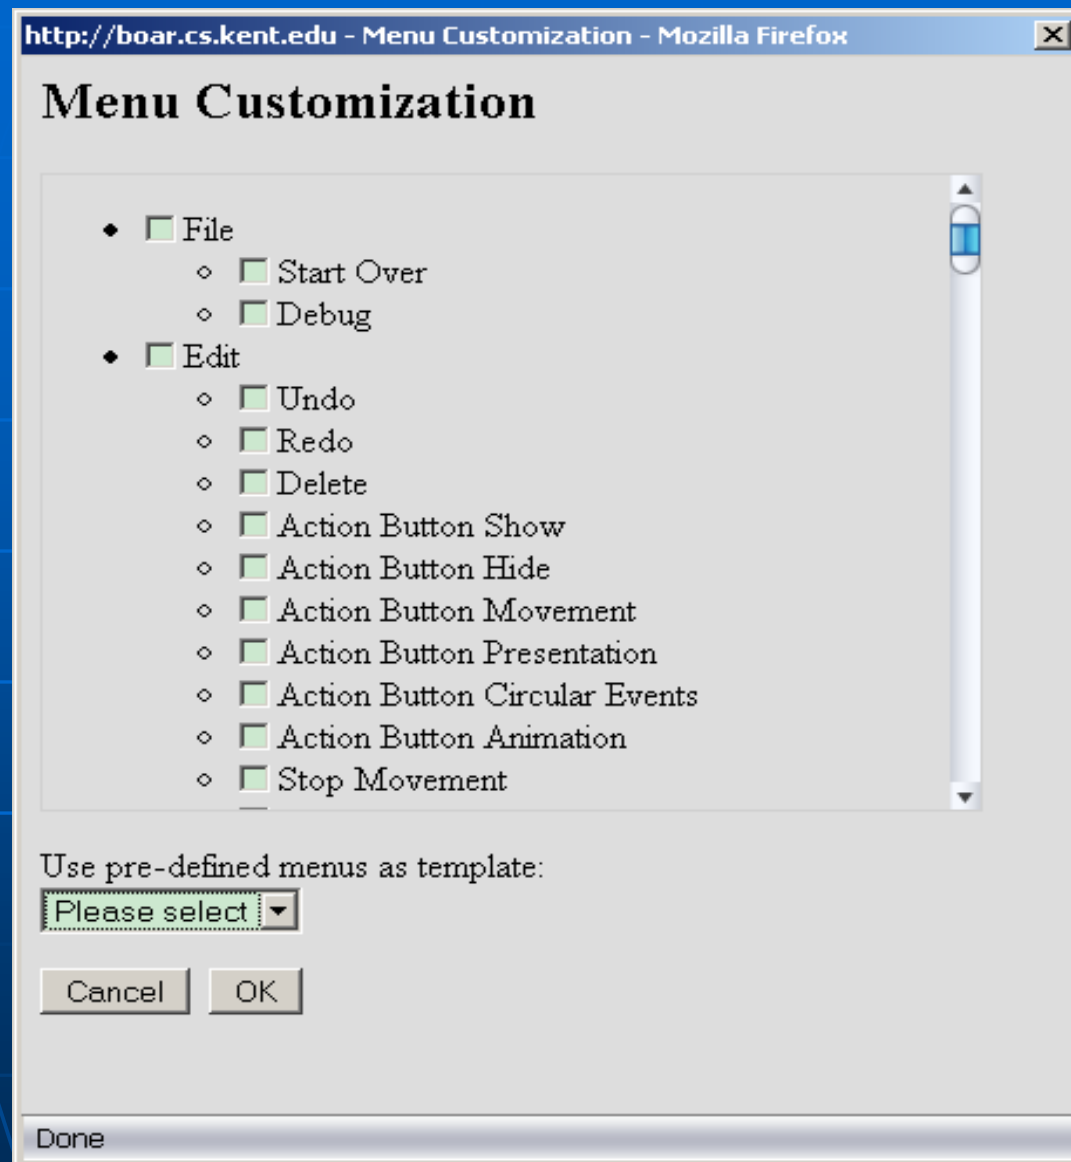 http://boar.cs.kent.edu - Menu Customization - Mozilla Firefox
Menu Customization
File
Start Over
Debug
Edit
Undo
Redo
Delete
Action Button Show
Action Button Hide
Action Button Movement
Action Button Presentation
Action Button Circular Events
Action Button Animation
Stop Movement
Use pre-defined menus as template:
Please select
Cancel OK
Done